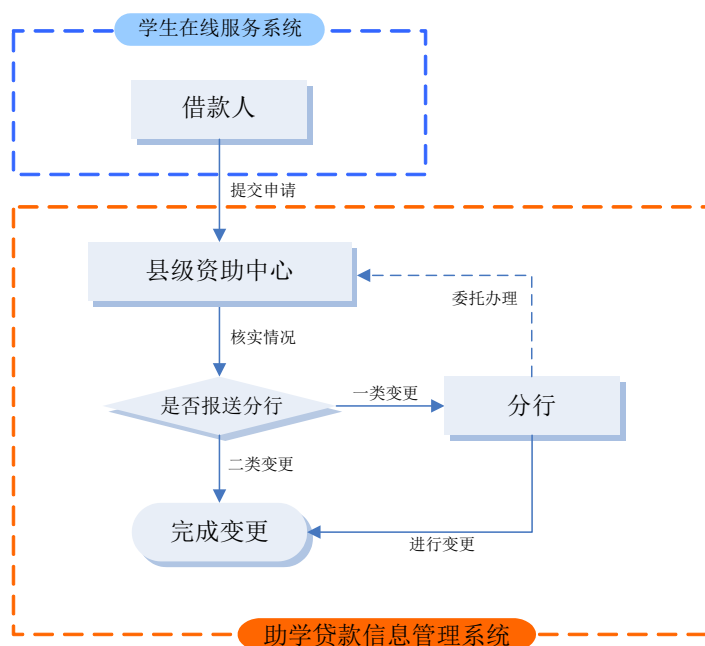 学生在线服务系统
借款人
提交申请
县级资助中心
委托办理
核实情况
是否报送分行
一类变更
分行
二类变更
完成变更
进行变更
助学贷款信息管理系统